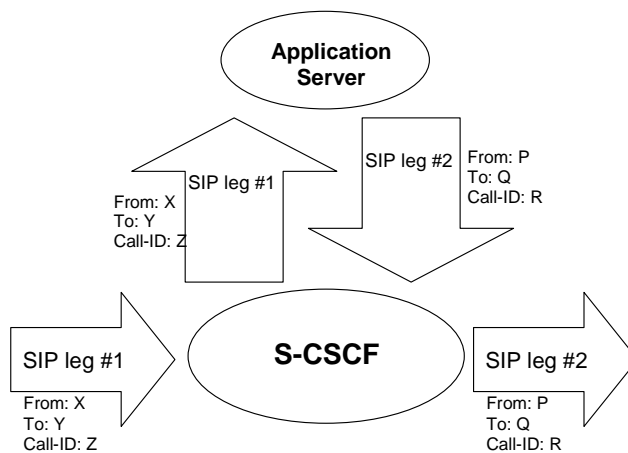 Application
Server
SIP leg #1
From: X
To: Y
Call-ID: Z
SIP leg #2
From: P
To: Q
Call-ID: R
SIP leg #1
From: X
To: Y
Call-ID: Z
S-CSCF
SIP leg #2
From: P
To: Q
Call-ID: R